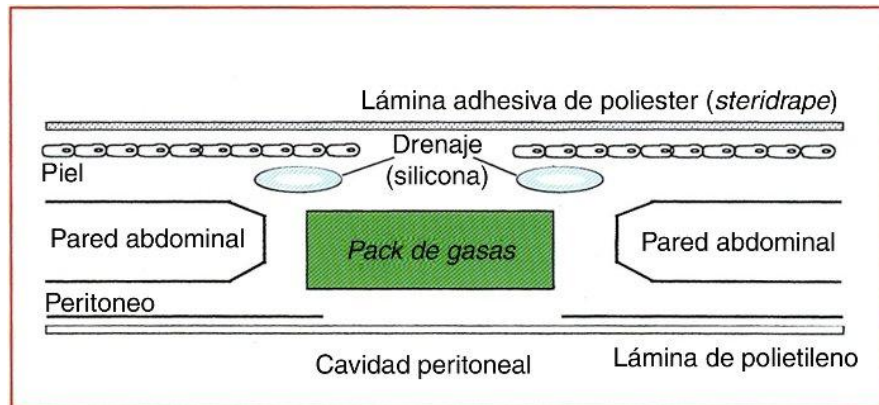 Lámina adhesiva de poliester (steridrape)
Drenaje
(silicona)
Piel
Pared abdominal
Pack de gasas
Pared abdominal
Peritoneo
Cavidad peritoneal
Lámina de polietileno